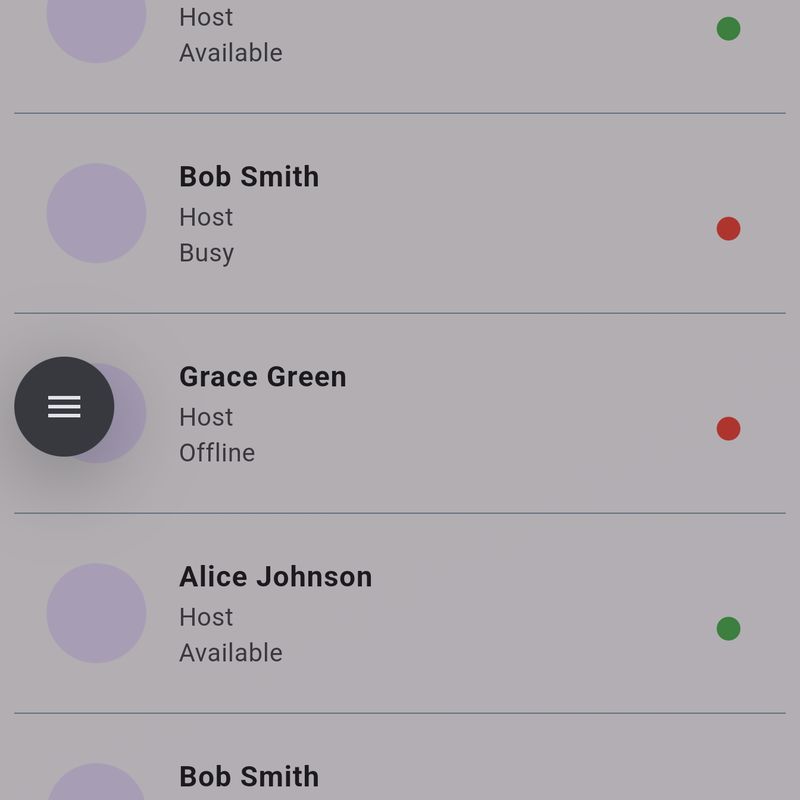 Host
Available
Bob Smith
Host
Busy
Grace Green
Host
Offline
Alice Johnson
Host
Available
Bob Smith